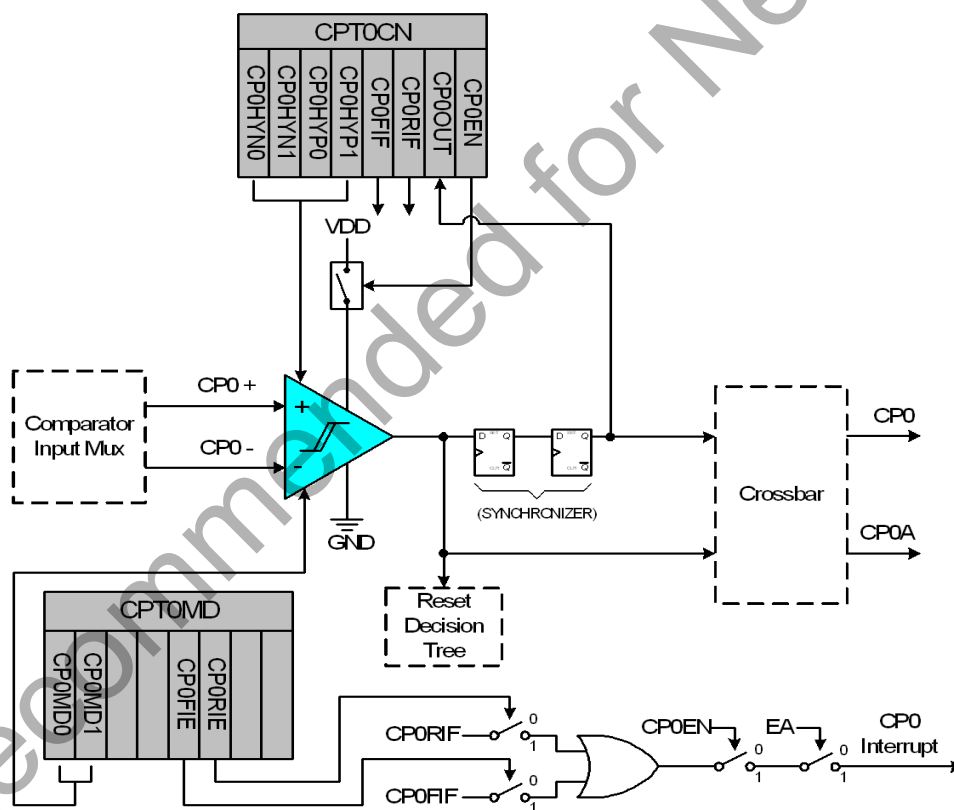 CPT0CN
CP0HYN0
CP0HYN1
CP0HYP0
CP0HYP1
CP0FIF
CP0RIF
CP0OUT
CP0EN
ecommended for Ne
VDD
Comparator
Input Mux
CP0 +
CP0 -
+
-
GND
D
Q
Q
D
Q
Q
(SYNCHRONIZER)
Crossbar
CP0
CP0A
Reset
Decision
Tree
CPT0MD
CP0MD0
CP0MD1
CP0FIE
CP0RIE
CP0RIF
0
1
CP0FIF
0
1
CP0EN
0
1
EA
0
1
CP0
Interrupt